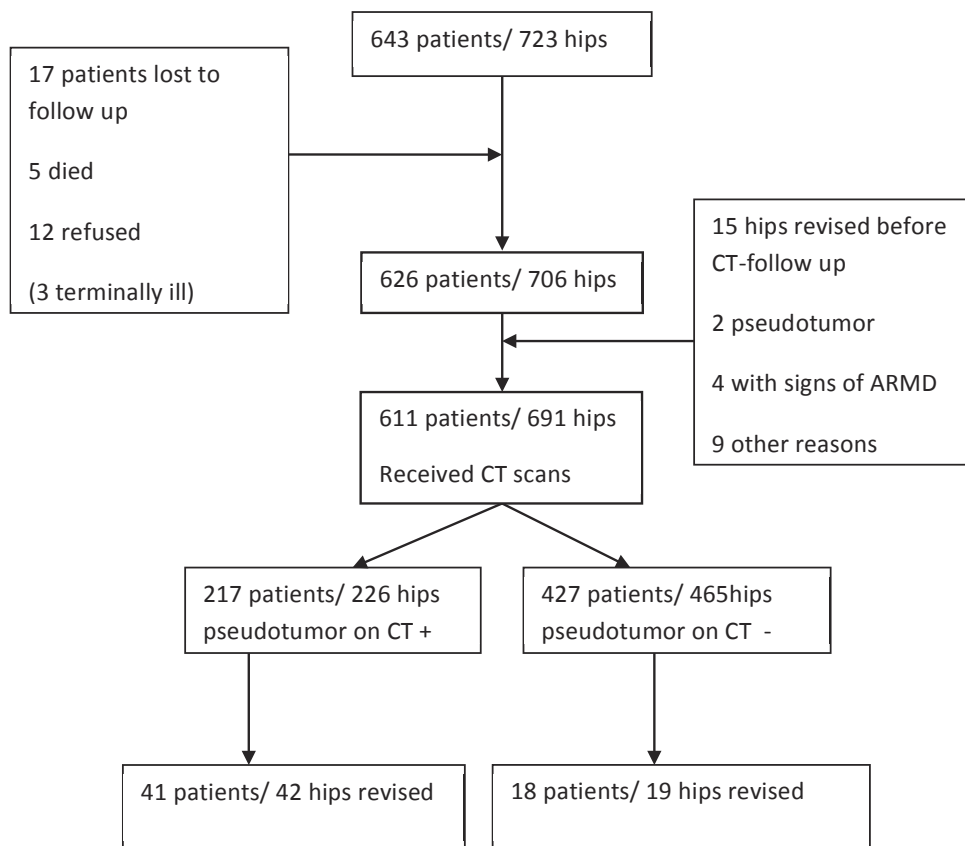 643 patients/ 723 hips
17 patients lost to
follow up
5 died
12 refused
(3 terminally ill)
626 patients/ 706 hips
15 hips revised before
CT-follow up
2 pseudotumor
4 with signs of ARMD
9 other reasons
611 patients/ 691 hips
Received CT scans
217 patients/ 226 hips
pseudotumor on CT +
427 patients/ 465hips
pseudotumor on CT -
41 patients/ 42 hips revised
18 patients/ 19 hips revised